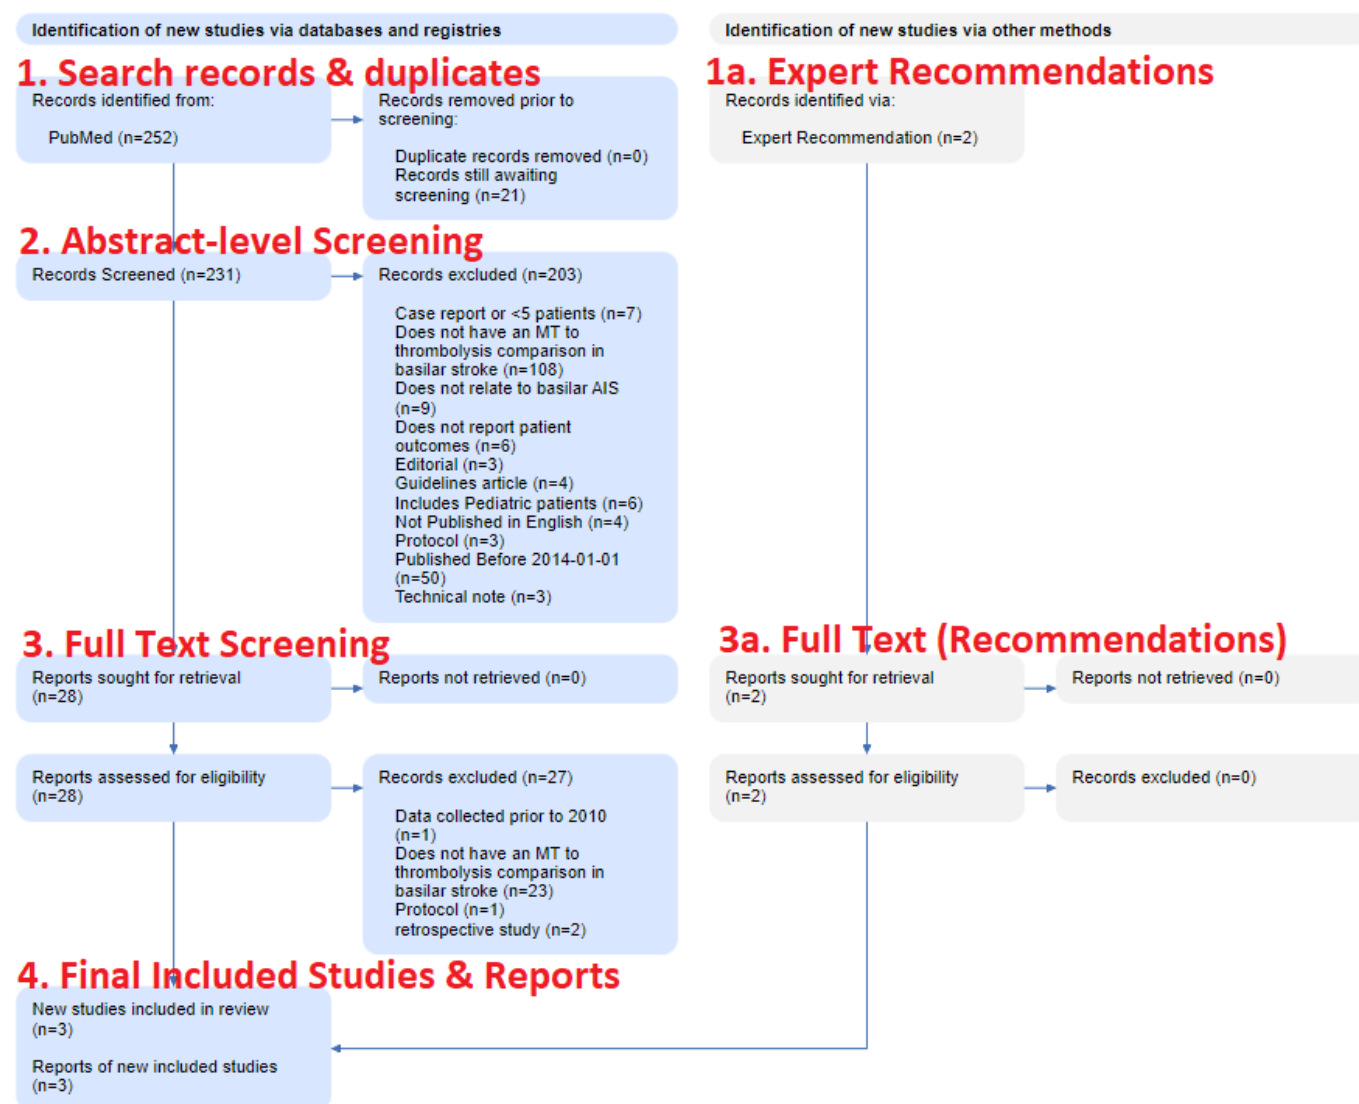 Identification of new studies via databases and registries
Identification of new studies via other methods
1. Search records & duplicates
1a. Expert Recommendations
Records identified from:
PubMed (n=252)
Records removed prior to
screening:
Duplicate records removed (n=0)
Records still awaiting
screening (n=21)
Records identified via:
Expert Recommendation (n=2)
2. Abstract-level Screening
Records Screened (n=231)
Records excluded (n=203)
Case report or <5 patients (n=7)
Does not have an MT to
thrombolysis comparison in
basilar stroke (n=108)
Does not relate to basilar AIS
(n=9)
Does not report patient
outcomes (n=6)
Editorial (n=3)
Guidelines article (n=4)
Includes Pediatric patients (n=6)
Not Published in English (n=4)
Protocol (n=3)
Published Before 2014-01-01
(n=50)
Technical note (n=3)
3. Full Text Screening
3a. Full Text (Recommendations)
Reports sought for retrieval
(n=28)
Reports not retrieved (n=0)
Reports sought for retrieval
(n=2)
Reports not retrieved (n=0)
Reports assessed for eligibility
(n=28)
Records excluded (n=27)
Data collected prior to 2010
(n=1)
Does not have an MT to
thrombolysis comparison in
basilar stroke (n=23)
Protocol (n=1)
retrospective study (n=2)
Reports assessed for eligibility
(n=2)
Records excluded (n=0)
4. Final Included Studies & Reports
New studies included in review
(n=3)
Reports of new included studies
(n=3)